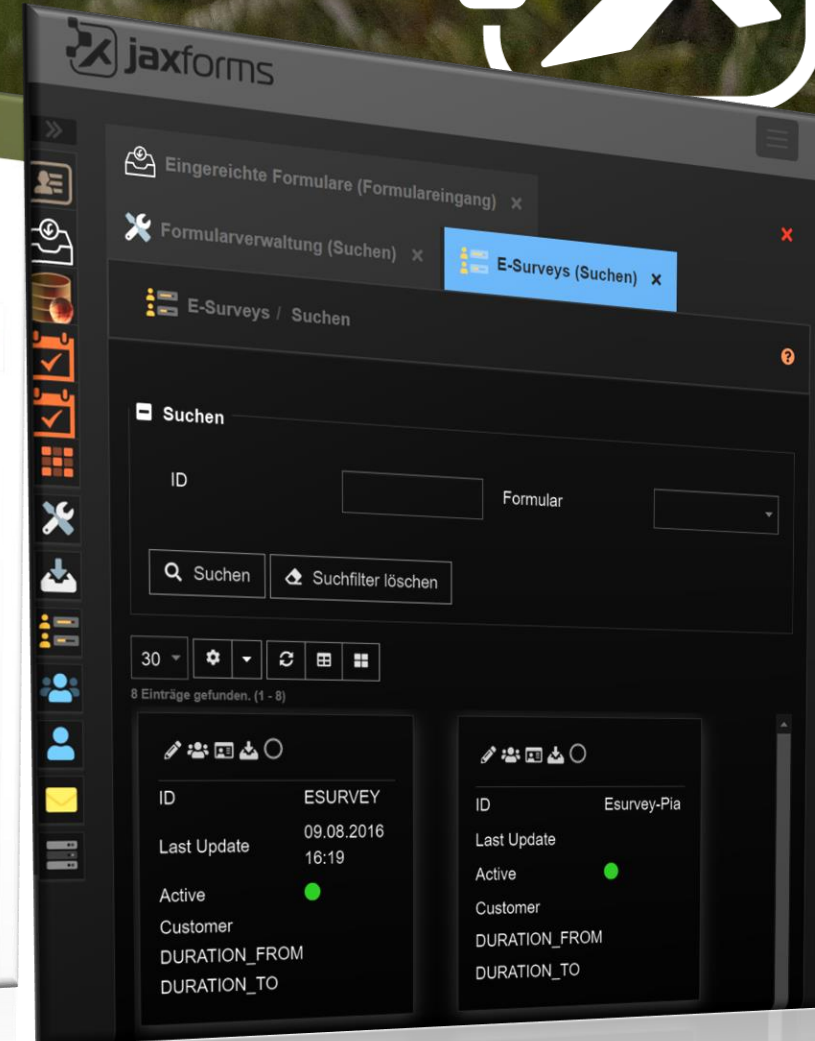 jaxforms
Eingereichte Formulare (Formulareingang) x
Formularverwaltung (Suchen) x
E-Surveys (Suchen) x
E-Surveys / Suchen
Suchen
ID
Formular
Suchen
Suchfilter löschen
30
8 Einträge gefunden. (1 - 8)
ID ESURVEY
Last Update 09.08.2016
16:19
Active
Customer
DURATION_FROM
DURATION_TO
ID Esurvey-Pia
Last Update
Active
Customer
DURATION_FROM
DURATION_TO